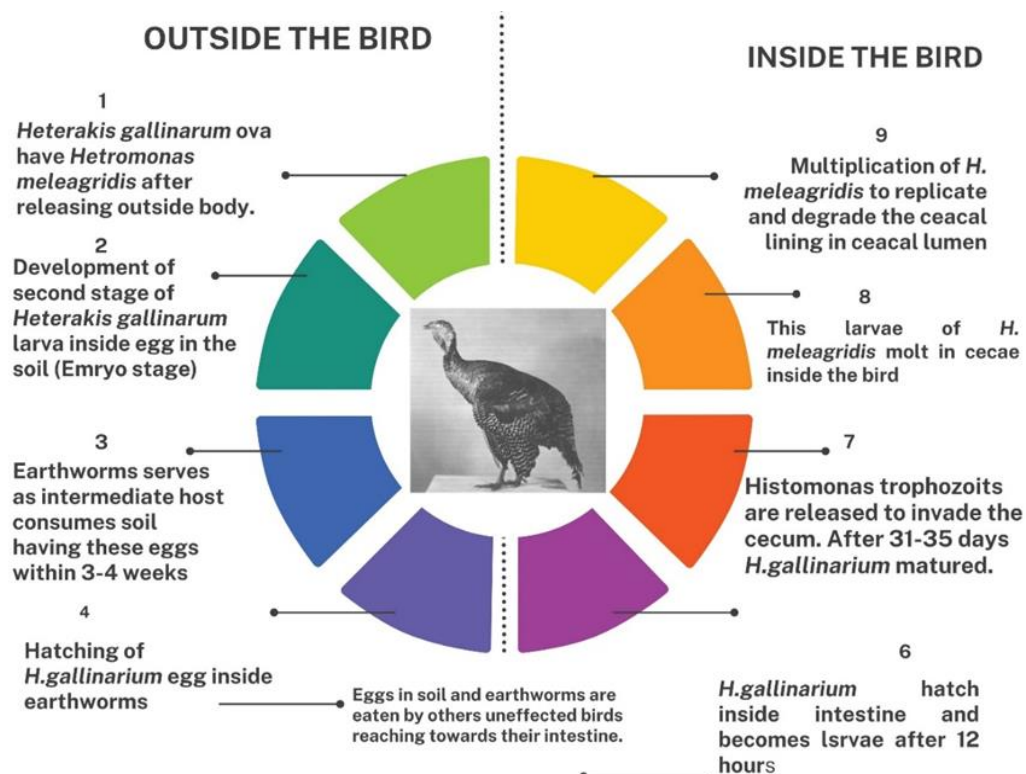 OUTSIDE THE BIRD
INSIDE THE BIRD
1
Heterakis gallinarum ova
have Hetromonas
meleagridis after
releasing outside body.
2
Development of
second stage of
Heterakis gallinarum
larva inside egg in the
soil (Emryo stage)
3
Earthworms serves
as intermediate host
consumes soil
having these eggs
within 3-4 weeks
4
Hatching of
H.gallinarium egg inside
earthworms
Eggs in soil and earthworms are
eaten by others uneffected birds
reaching towards their intestine.
6
H.gallinarium hatch
inside intestine and
becomes lsrvae after 12
hours
7
Histomonas trophozoits
are released to invade the
cecum. After 31-35 days
H.gallinarium matured.
8
This larvae of H.
meleagridis molt in cecae
inside the bird
9
Multiplication of H.
meleagridis to replicate
and degrade the ceacal
lining in ceacal lumen